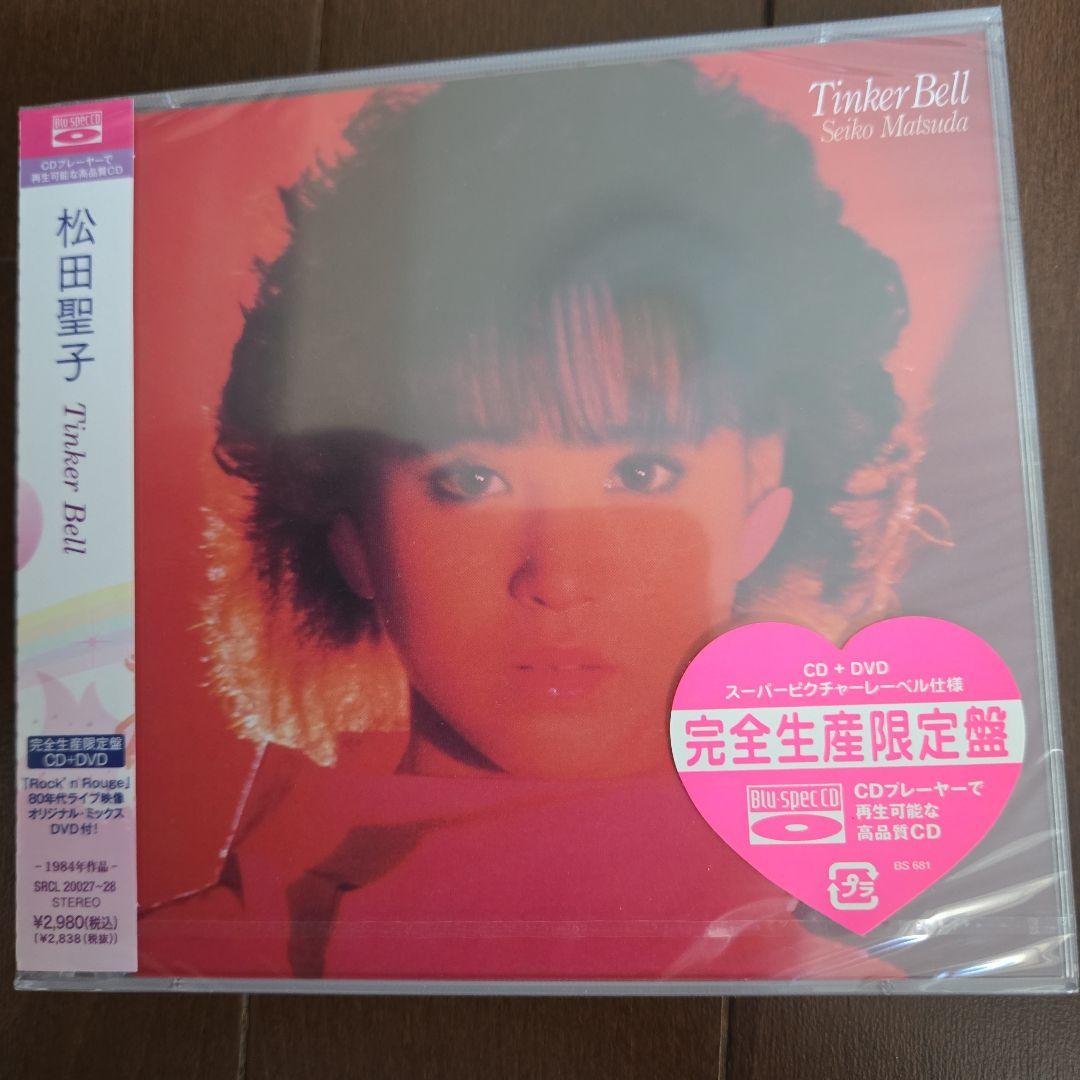 Blu-specCD
CDプレーヤーで
再生可能な高品質CD
松田聖子 Tinker Bell
完全生産限定盤
CD+DVD
「Rock'n Rouge」
80年代ライブ映像
オリジナル・ミックス
DVD付!
-1984年作品-
SRCL 20027~28
STEREO
¥2,980(税込)
(¥2,838(税抜))
Tinker Bell
Seiko Matsuda
CD + DVD
スーパーピクチャーレーベル仕様
完全生産限定盤
Blu-specCD
CDプレーヤーで
再生可能な
高品質CD
BS 681
プラ